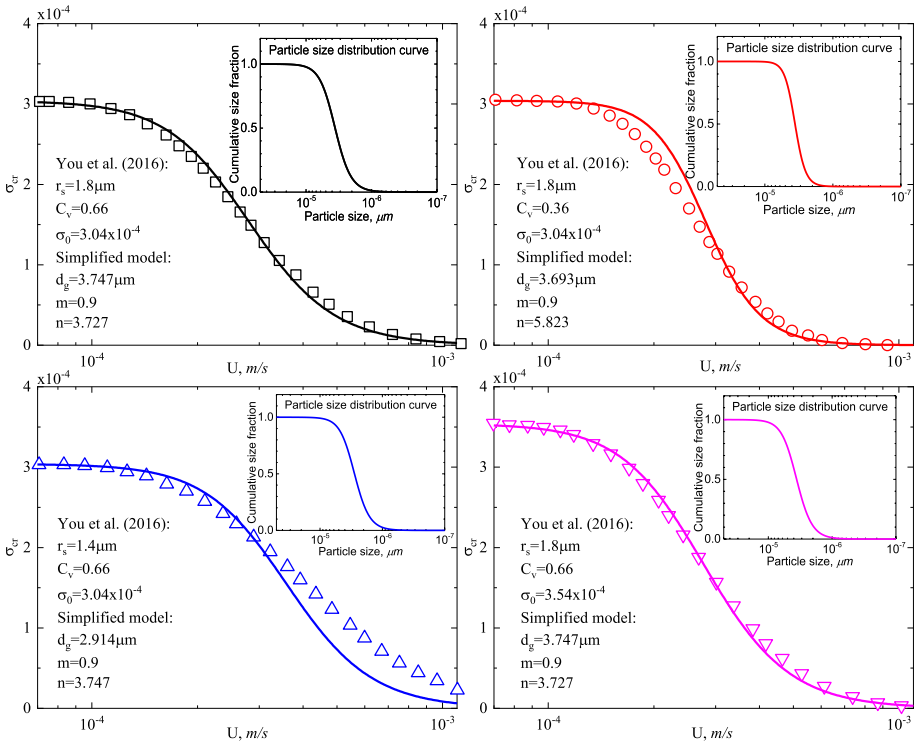 x10⁻⁴
4
3
2
1
0
σcr
10⁻⁴
10⁻³
U, m/s
You et al. (2016):
rs=1.8μm
Cv=0.66
σ0=3.04x10⁻⁴
Simplified model:
dg=3.747μm
m=0.9
n=3.727
Particle size distribution curve
Cumulative size fraction
1.0
0.5
0.0
10⁻⁵
10⁻⁶
10⁻⁷
Particle size, μm
x10⁻⁴
4
3
2
1
0
σcr
10⁻⁴
10⁻³
U, m/s
You et al. (2016):
rs=1.8μm
Cv=0.36
σ0=3.04x10⁻⁴
Simplified model:
dg=3.693μm
m=0.9
n=5.823
Particle size distribution curve
Cumulative size fraction
1.0
0.5
0.0
10⁻⁵
10⁻⁶
10⁻⁷
Particle size, μm
x10⁻⁴
4
3
2
1
0
σcr
10⁻⁴
10⁻³
U, m/s
You et al. (2016):
rs=1.4μm
Cv=0.66
σ0=3.04x10⁻⁴
Simplified model:
dg=2.914μm
m=0.9
n=3.747
Particle size distribution curve
Cumulative size fraction
1.0
0.5
0.0
10⁻⁵
10⁻⁶
10⁻⁷
Particle size, μm
x10⁻⁴
4
3
2
1
0
σcr
10⁻⁴
10⁻³
U, m/s
You et al. (2016):
rs=1.8μm
Cv=0.66
σ0=3.54x10⁻⁴
Simplified model:
dg=3.747μm
m=0.9
n=3.727
Particle size distribution curve
Cumulative size fraction
1.0
0.5
0.0
10⁻⁵
10⁻⁶
10⁻⁷
Particle size, μm